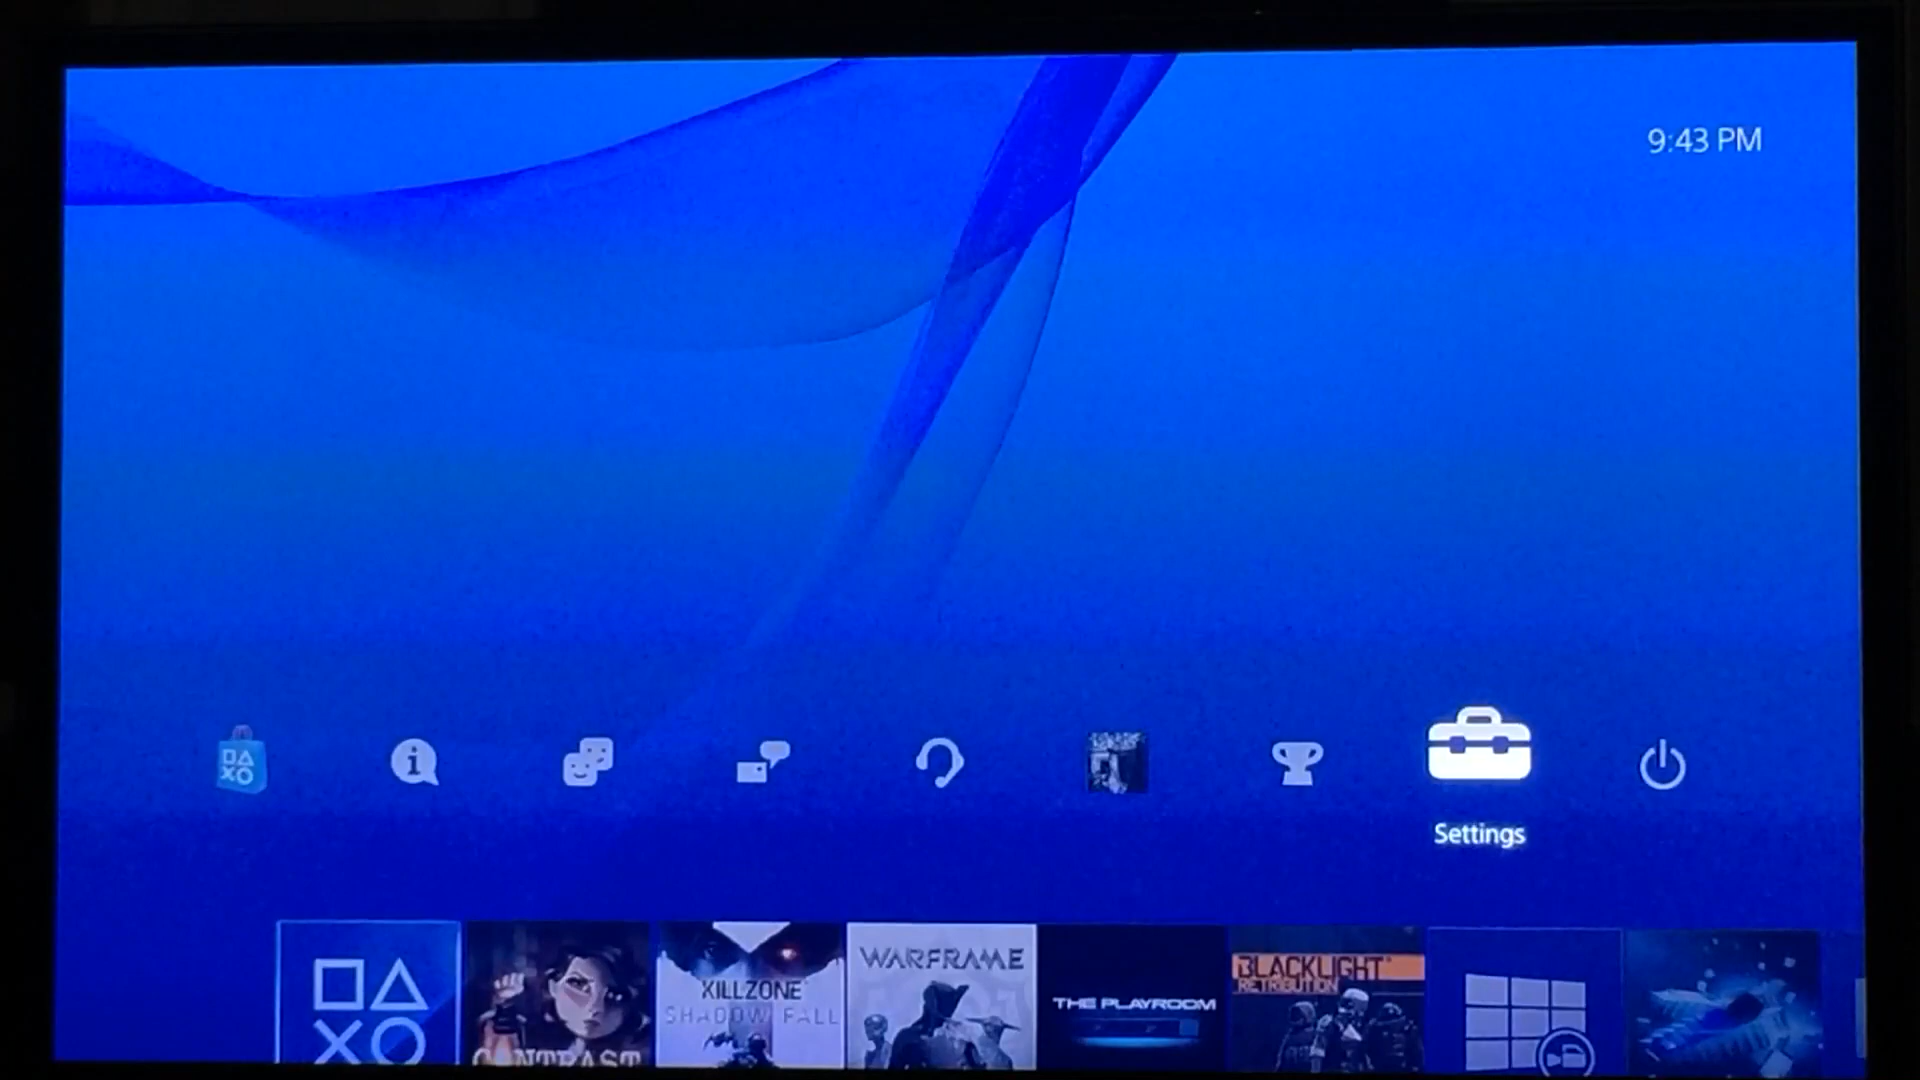 9:43 PM
Settings
CONTRAST
KILLZONE
SHADOW FALL
WARFRAME
THE PLAYROOM
BLACKLIGHT
RETRIBUTION